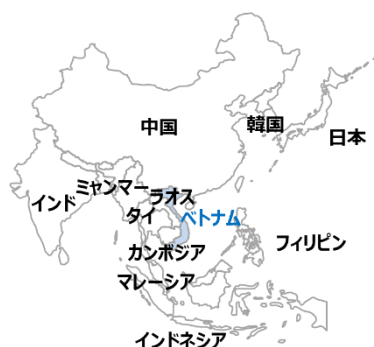 中国
韓国
日本
インド
ミャンマー
ラオス
タイ
ベトナム
フィリピン
カンボジア
マレーシア
インドネシア